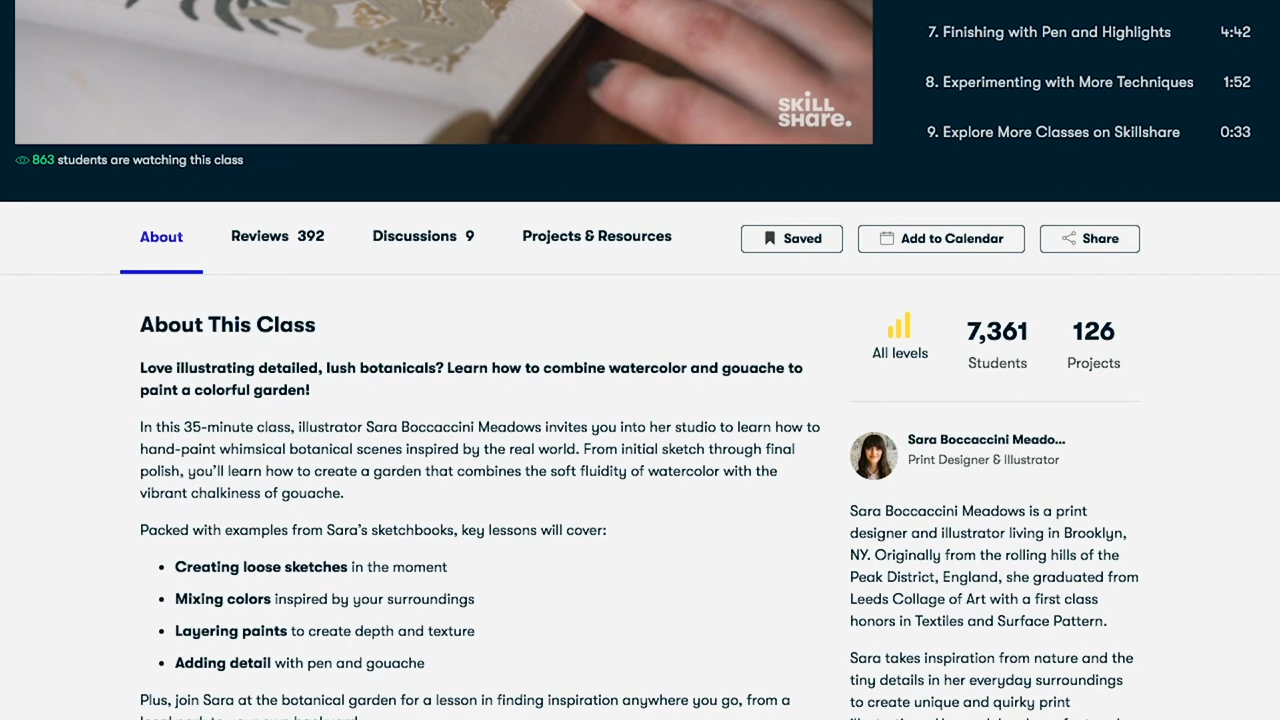 SKILL
SHARE.
7. Finishing with Pen and Highlights 4:42
8. Experimenting with More Techniques 1:52
9. Explore More Classes on Skillshare 0:33
863 students are watching this class
About
Reviews 392
Discussions 9
Projects & Resources
Saved
Add to Calendar
Share
About This Class
Love illustrating detailed, lush botanicals? Learn how to combine watercolor and gouache to
paint a colorful garden!
In this 35-minute class, illustrator Sara Boccaccini Meadows invites you into her studio to learn how to
hand-paint whimsical botanical scenes inspired by the real world. From initial sketch through final
polish, you'll learn how to create a garden that combines the soft fluidity of watercolor with the
vibrant chalkiness of gouache.
Packed with examples from Sara's sketchbooks, key lessons will cover:
• Creating loose sketches in the moment
• Mixing colors inspired by your surroundings
• Layering paints to create depth and texture
• Adding detail with pen and gouache
Plus, join Sara at the botanical garden for a lesson in finding inspiration anywhere you go, from a
All levels
7,361
Students
126
Projects
Sara Boccaccini Meado...
Print Designer & Illustrator
Sara Boccaccini Meadows is a print
designer and illustrator living in Brooklyn,
NY. Originally from the rolling hills of the
Peak District, England, she graduated from
Leeds Collage of Art with a first class
honors in Textiles and Surface Pattern.
Sara takes inspiration from nature and the
tiny details in her everyday surroundings
to create unique and quirky print